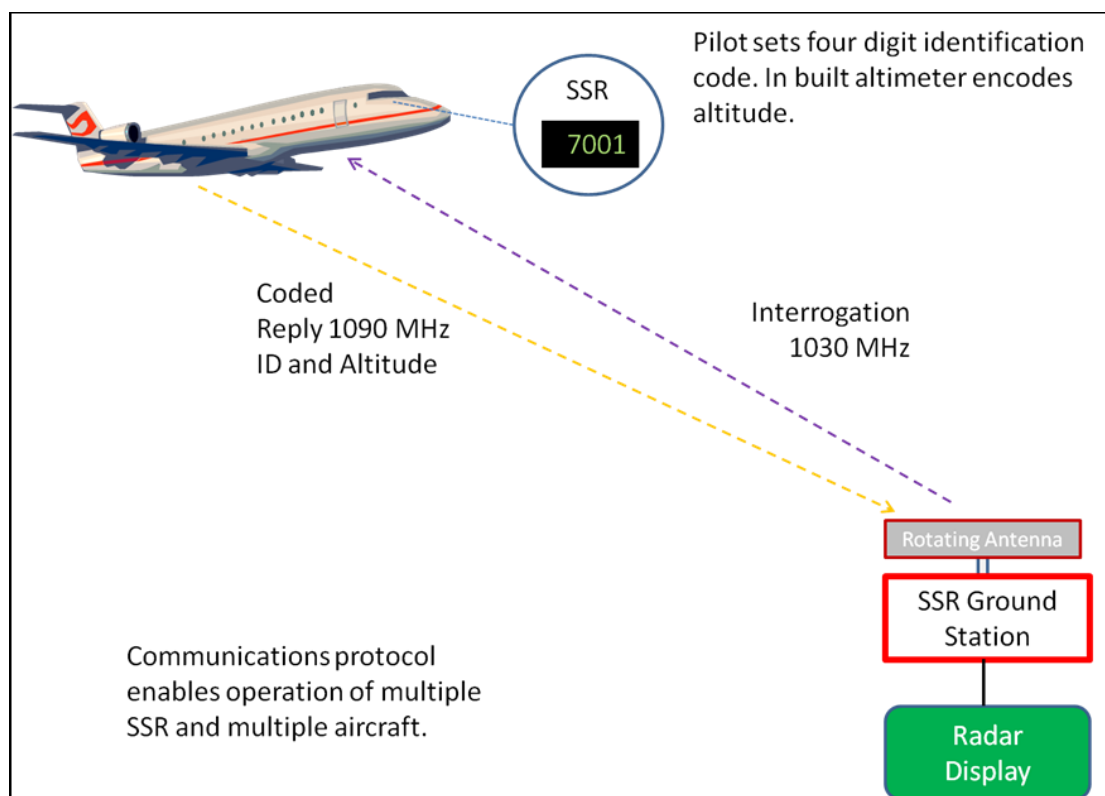 Pilot sets four digit identification
code. In built altimeter encodes
altitude.
SSR
7001
Coded
Reply 1090 MHz
ID and Altitude
Interrogation
1030 MHz
Rotating Antenna
SSR Ground
Station
Communications protocol
enables operation of multiple
SSR and multiple aircraft.
Radar
Display